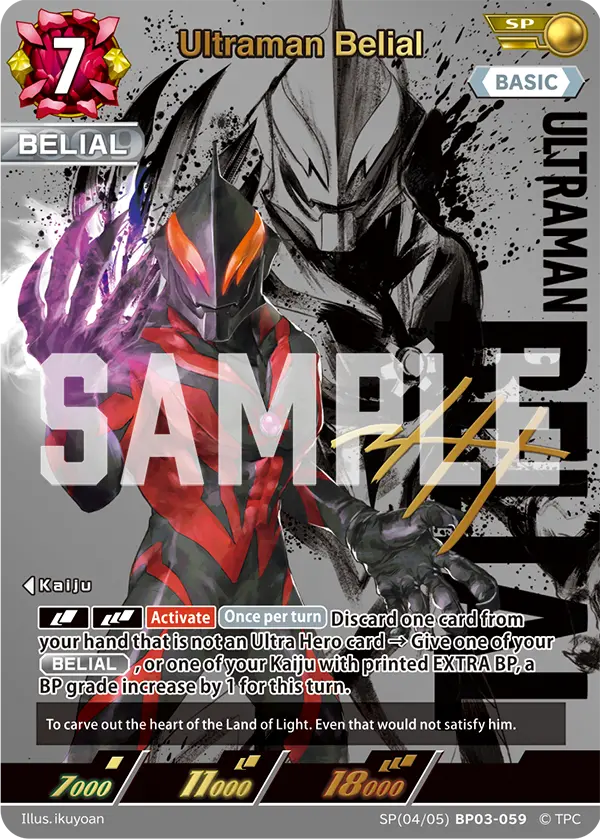 7
Ultraman Belial
SP
BASIC
BELIAL
ULTRAMAN
SAMPLE
Kaiju
Activate Once per turn Discard one card from
your hand that is not an Ultra Hero card → Give one of your
BELIAL , or one of your Kaiju with printed EXTRA BP, a
BP grade increase by 1 for this turn.
To carve out the heart of the Land of Light. Even that would not satisfy him.
7000 11000 18000
Illus.ikuyoan SP(04/05) BP03-059 © TPC